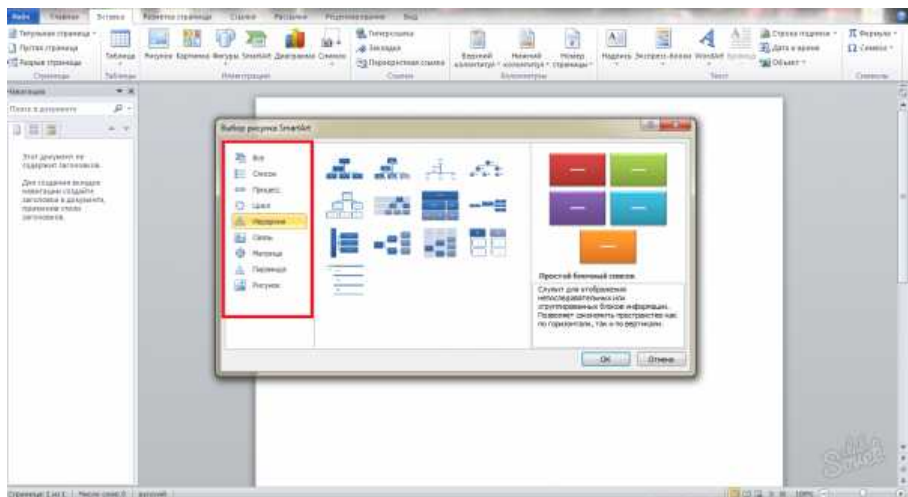 Файл Главная Вставка Разметка страницы Ссылки Рассылки Рецензирование Вид
Титульная страница
Пустая страница
Разрыв страницы
Страницы
Таблица
Таблицы
Рисунок Картинка Фигуры SmartArt Диаграмма Снимок
Иллюстрации
Гиперссылка
Закладка
Перекрестная ссылка
Ссылки
Верхний колонтитул
Нижний колонтитул
Номер страницы
Колонтитулы
Надпись Экспресс-блоки WordArt Буквица
Строка подписи
Дата и время
Объект
Текст
Формула
Символ
Символы
Навигация
Поиск в документе
Этот документ не
содержит заголовков.
Для создания вкладки
навигации создайте
заголовки в документе,
применив стили
заголовков.
Выбор рисунка SmartArt
Все
Список
Процесс
Цикл
Иерархия
Связь
Матрица
Пирамида
Рисунок
Простой блочный список
Служит для отображения
непоследовательных или
сгруппированных блоков информации.
Позволяет сэкономить пространство как
по горизонтали, так и по вертикали.
ОК Отмена
Страница: 1 из 1 Число слов: 0 русский
100%